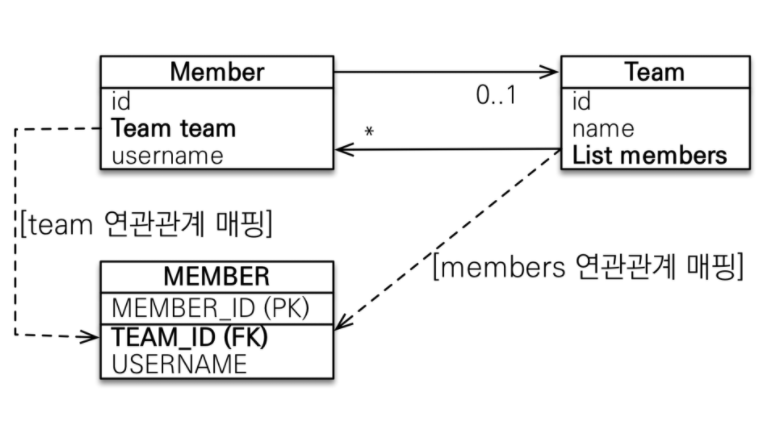 Member
id
Team team
username
0..1
*
Team
id
name
List members
[team 연관관계 매핑]
[members 연관관계 매핑]
MEMBER
MEMBER_ID (PK)
TEAM_ID (FK)
USERNAME